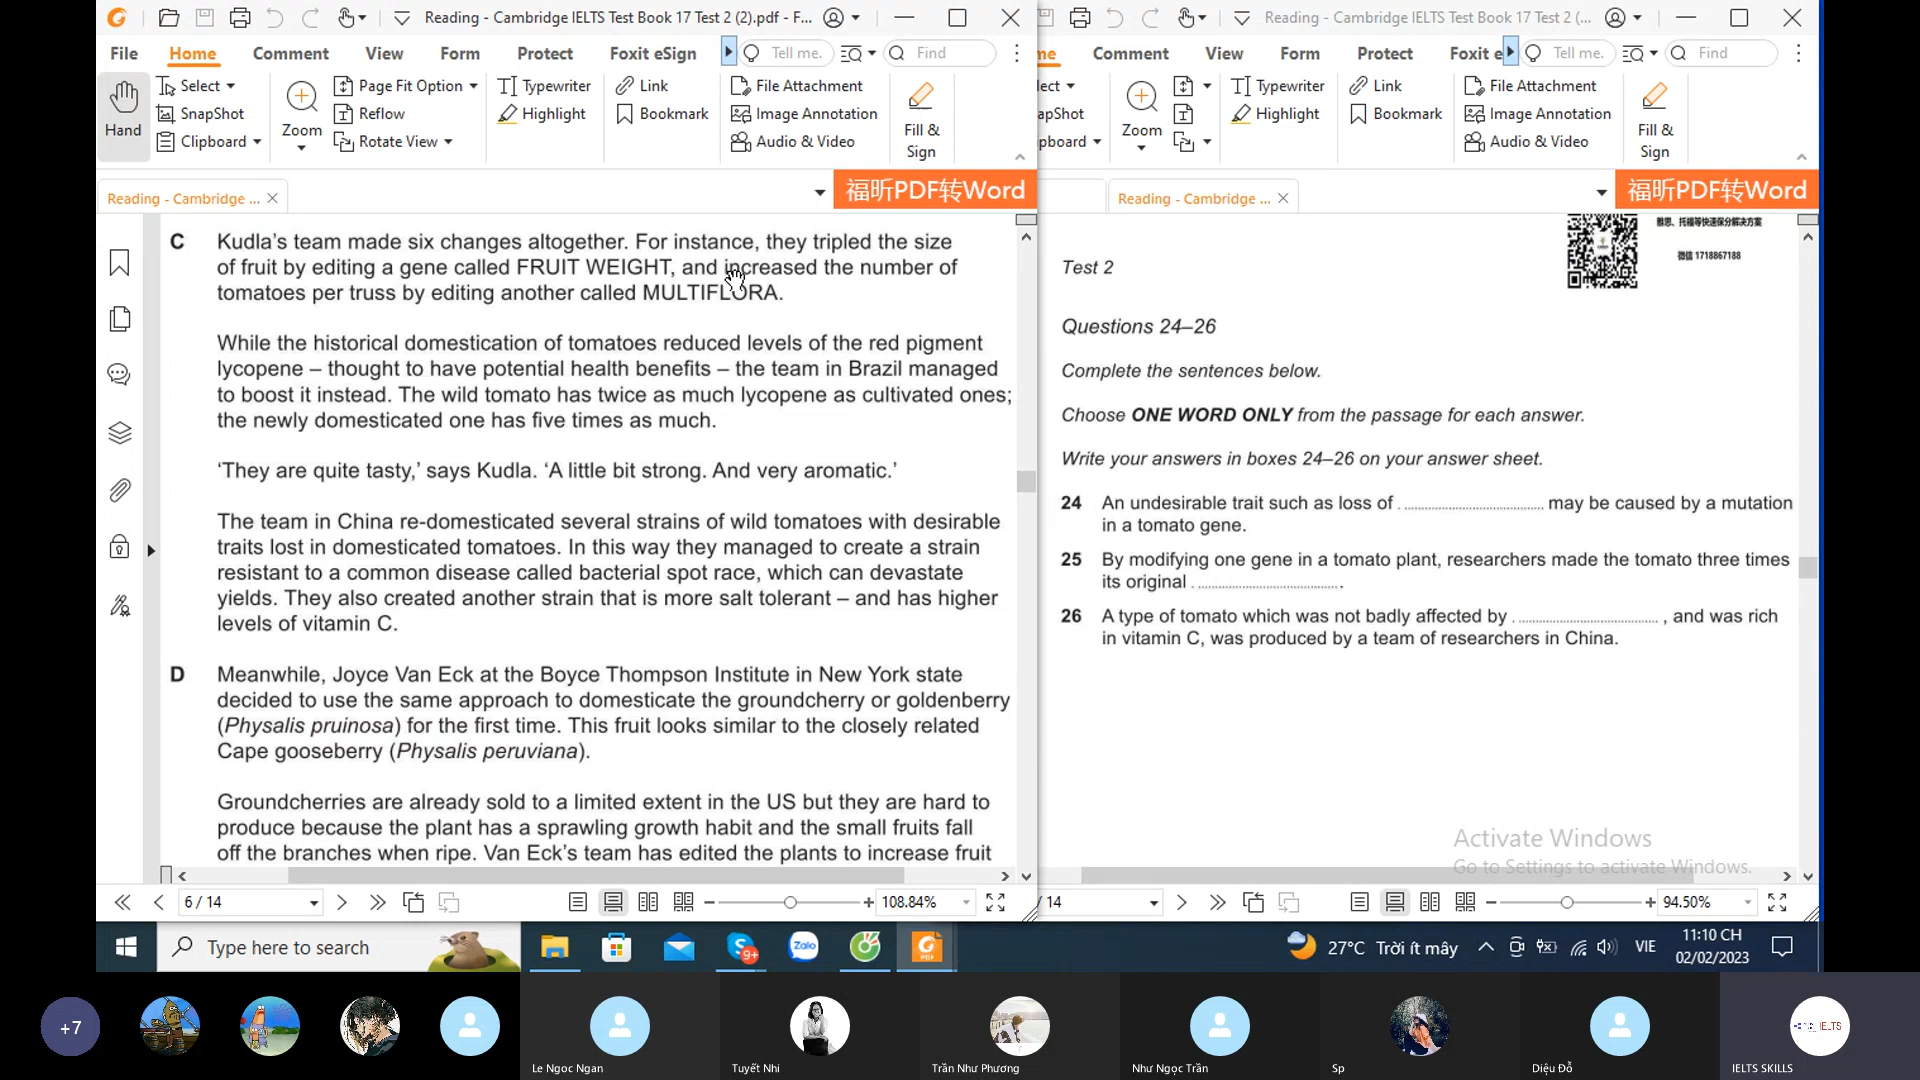 Reading - Cambridge IELTS Test Book 17 Test 2 (2).pdf - F...
Reading - Cambridge IELTS Test Book 17 Test 2 (...
File Home Comment View Form Protect Foxit eSign Tell me. Find
me Comment View Form Protect Foxit e Tell me. Find
Hand
Select
SnapShot
Clipboard
Zoom
Page Fit Option
Reflow
Rotate View
Typewriter
Highlight
Link
Bookmark
File Attachment
Image Annotation
Audio & Video
Fill &
Sign
lect
apShot
pboard
Zoom
Typewriter
Highlight
Link
Bookmark
File Attachment
Image Annotation
Audio & Video
Fill &
Sign
Reading - Cambridge ...
福昕PDF转Word
Reading - Cambridge ...
福昕PDF转Word
C Kudla's team made six changes altogether. For instance, they tripled the size
of fruit by editing a gene called FRUIT WEIGHT, and increased the number of
tomatoes per truss by editing another called MULTIFLORA.
While the historical domestication of tomatoes reduced levels of the red pigment
lycopene – thought to have potential health benefits – the team in Brazil managed
to boost it instead. The wild tomato has twice as much lycopene as cultivated ones;
the newly domesticated one has five times as much.
'They are quite tasty,' says Kudla. 'A little bit strong. And very aromatic.'
The team in China re-domesticated several strains of wild tomatoes with desirable
traits lost in domesticated tomatoes. In this way they managed to create a strain
resistant to a common disease called bacterial spot race, which can devastate
yields. They also created another strain that is more salt tolerant – and has higher
levels of vitamin C.
D Meanwhile, Joyce Van Eck at the Boyce Thompson Institute in New York state
decided to use the same approach to domesticate the groundcherry or goldenberry
(Physalis pruinosa) for the first time. This fruit looks similar to the closely related
Cape gooseberry (Physalis peruviana).
Groundcherries are already sold to a limited extent in the US but they are hard to
produce because the plant has a sprawling growth habit and the small fruits fall
off the branches when ripe. Van Eck's team has edited the plants to increase fruit
雅思、托福等快速保分解决方案
微信 1718867188
Test 2
Questions 24–26
Complete the sentences below.
Choose ONE WORD ONLY from the passage for each answer.
Write your answers in boxes 24–26 on your answer sheet.
24 An undesirable trait such as loss of ........................................ may be caused by a mutation
in a tomato gene.
25 By modifying one gene in a tomato plant, researchers made the tomato three times
its original ........................................ .
26 A type of tomato which was not badly affected by ........................................ , and was rich
in vitamin C, was produced by a team of researchers in China.
Activate Windows
Go to Settings to activate Windows.
6 / 14
108.84%
/ 14
94.50%
Type here to search
9+
Zalo
PDF
27°C Trời ít mây
VIE
11:10 CH
02/02/2023
+7
Le Ngoc Ngan
Tuyết Nhi
Trần Như Phương
Như Ngọc Trần
Sp
Diệu Đỗ
IELTS SKILLS